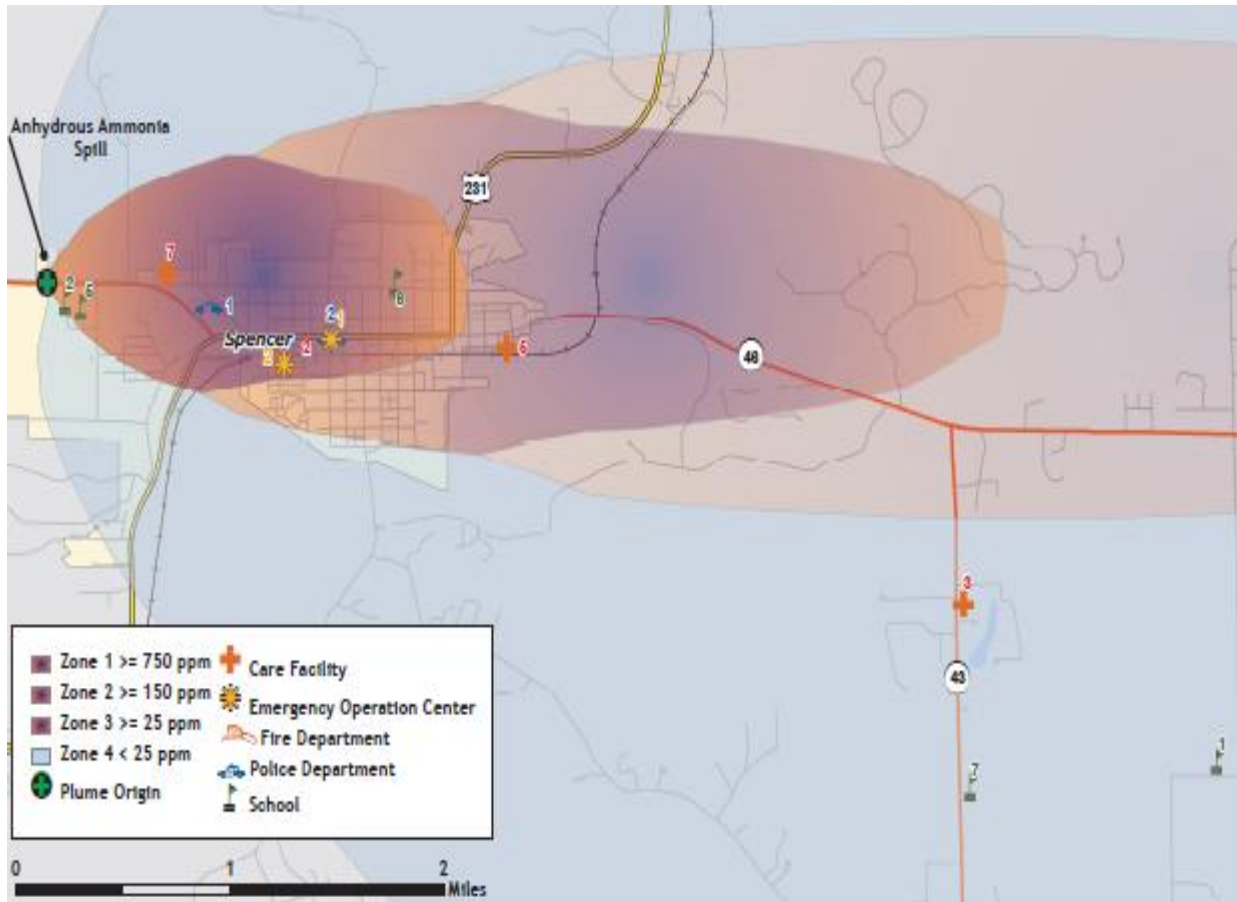 Anhydrous Ammonia
Spill
231
7
2
6
1
8
2
1
Spencer
2
6
46
3
43
7
1
Zone 1 >= 750 ppm
Zone 2 >= 150 ppm
Zone 3 >= 25 ppm
Zone 4 < 25 ppm
Plume Origin
Care Facility
Emergency Operation Center
Fire Department
Police Department
School
0
1
2
Miles